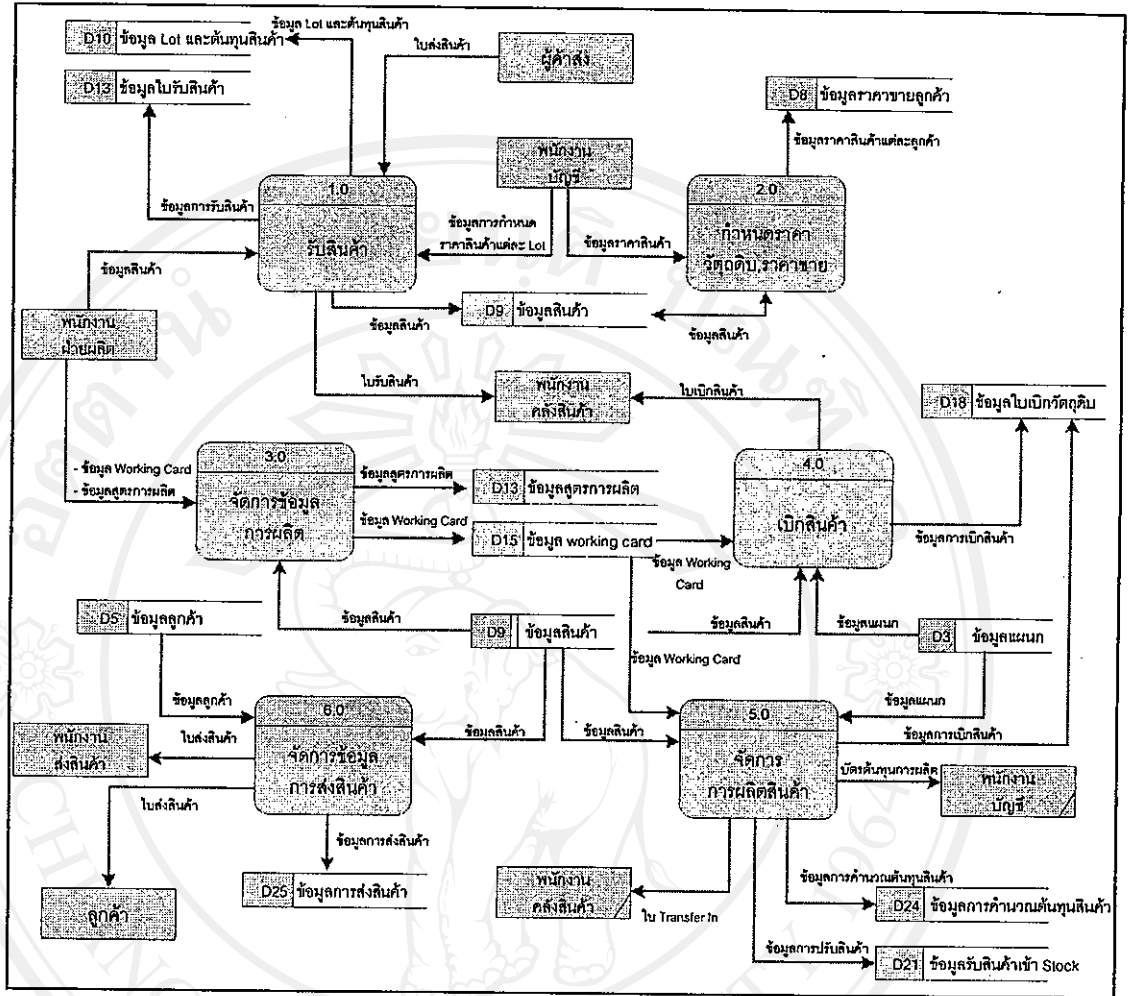 ข้อมูล Lot และต้นทุนสินค้า
D10 ข้อมูล Lot และต้นทุนสินค้า
ใบส่งสินค้า
ผู้ค้าส่ง
D13 ข้อมูลใบรับสินค้า
D8 ข้อมูลราคาขายลูกค้า
ข้อมูลราคาสินค้าแต่ละลูกค้า
พนักงาน
บัญชี
1.0
รับสินค้า
2.0
กำหนดราคา
วัตถุดิบ,ราคาขาย
ข้อมูลการรับสินค้า
ข้อมูลการกำหนด
ราคาสินค้าแต่ละ Lot
ข้อมูลราคาสินค้า
ข้อมูลสินค้า
D9 ข้อมูลสินค้า
ข้อมูลสินค้า
ข้อมูลสินค้า
พนักงาน
ฝ่ายผลิต
ใบรับสินค้า
พนักงาน
คลังสินค้า
ใบเบิกสินค้า
D18 ข้อมูลใบเบิกวัตถุดิบ
- ข้อมูล Working Card
- ข้อมูลสูตรการผลิต
3.0
จัดการข้อมูล
การผลิต
ข้อมูลสูตรการผลิต
D13 ข้อมูลสูตรการผลิต
ข้อมูล Working Card
D15 ข้อมูล working card
4.0
เบิกสินค้า
ข้อมูลการเบิกสินค้า
ข้อมูล Working
Card
D5 ข้อมูลลูกค้า
ข้อมูลสินค้า
D9 ข้อมูลสินค้า
ข้อมูลสินค้า
ข้อมูลแผนก
D3 ข้อมูลแผนก
ข้อมูล Working Card
ข้อมูลลูกค้า
6.0
จัดการข้อมูล
การส่งสินค้า
ข้อมูลสินค้า
ข้อมูลสินค้า
5.0
จัดการ
การผลิตสินค้า
ข้อมูลแผนก
ข้อมูลการเบิกสินค้า
พนักงาน
ส่งสินค้า
ใบส่งสินค้า
ใบส่งสินค้า
บัตรต้นทุนการผลิต
พนักงาน
บัญชี
ข้อมูลการส่งสินค้า
D25 ข้อมูลการส่งสินค้า
ลูกค้า
พนักงาน
คลังสินค้า
ใบ Transfer In
ข้อมูลการคำนวณต้นทุนสินค้า
D24 ข้อมูลการคำนวณต้นทุนสินค้า
ข้อมูลการปรับสินค้า
D21 ข้อมูลรับสินค้าเข้า Stock